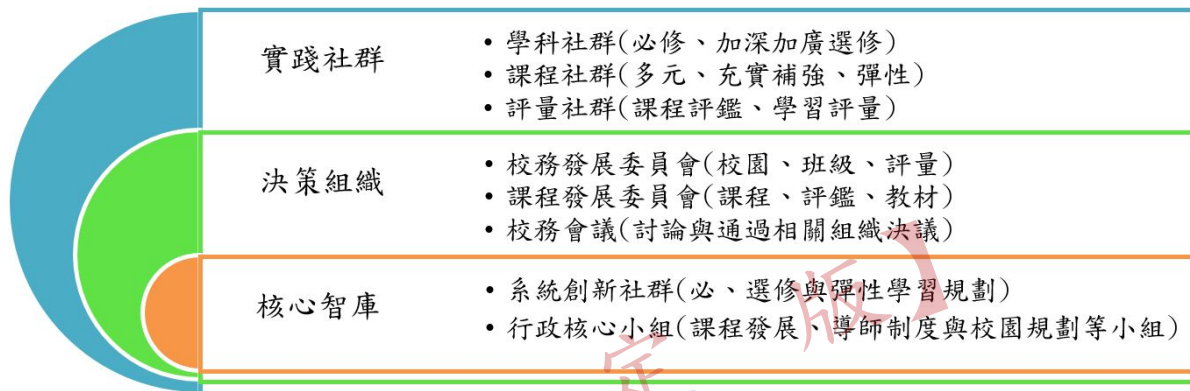 實踐社群
• 學科社群(必修、加深加廣選修)
• 課程社群(多元、充實補強、彈性)
• 評量社群(課程評鑑、學習評量)
決策組織
• 校務發展委員會(校園、班級、評量)
• 課程發展委員會(課程、評鑑、教材)
• 校務會議(討論與通過相關組織決議)
核心智庫
• 系統創新社群(必、選修與彈性學習規劃)
• 行政核心小組(課程發展、導師制度與校園規劃等小組)
定
版】